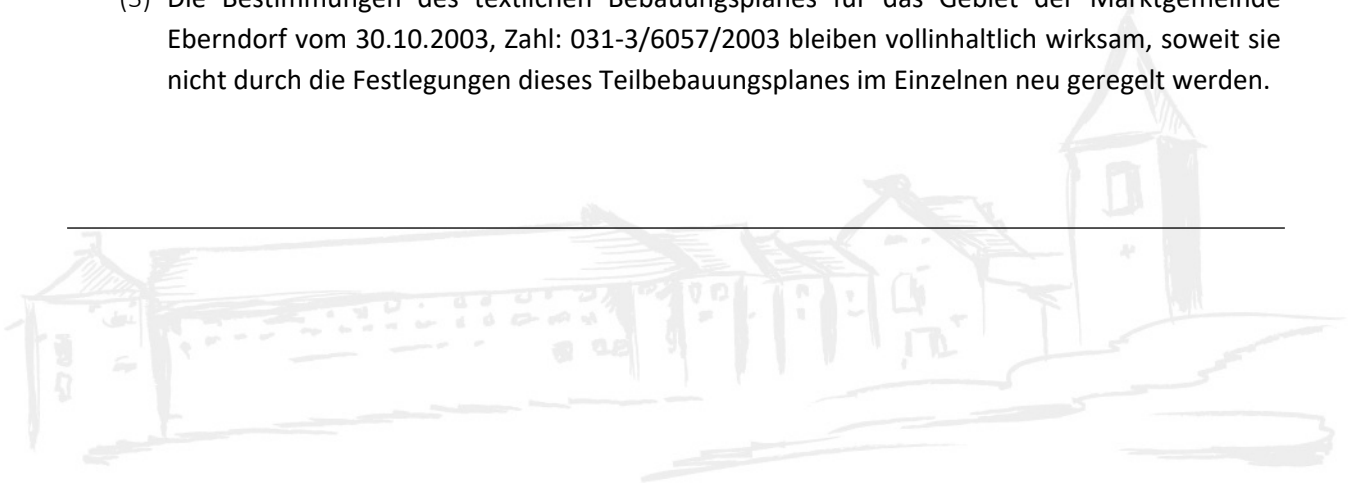 (3) Die Bestimmungen des textlichen Bebauungsplanes für das Gebiet der Marktgemeinde
Eberndorf vom 30.10.2003, Zahl: 031-3/6057/2003 bleiben vollinhaltlich wirksam, soweit sie
nicht durch die Festlegungen dieses Teilbebauungsplanes im Einzelnen neu geregelt werden.